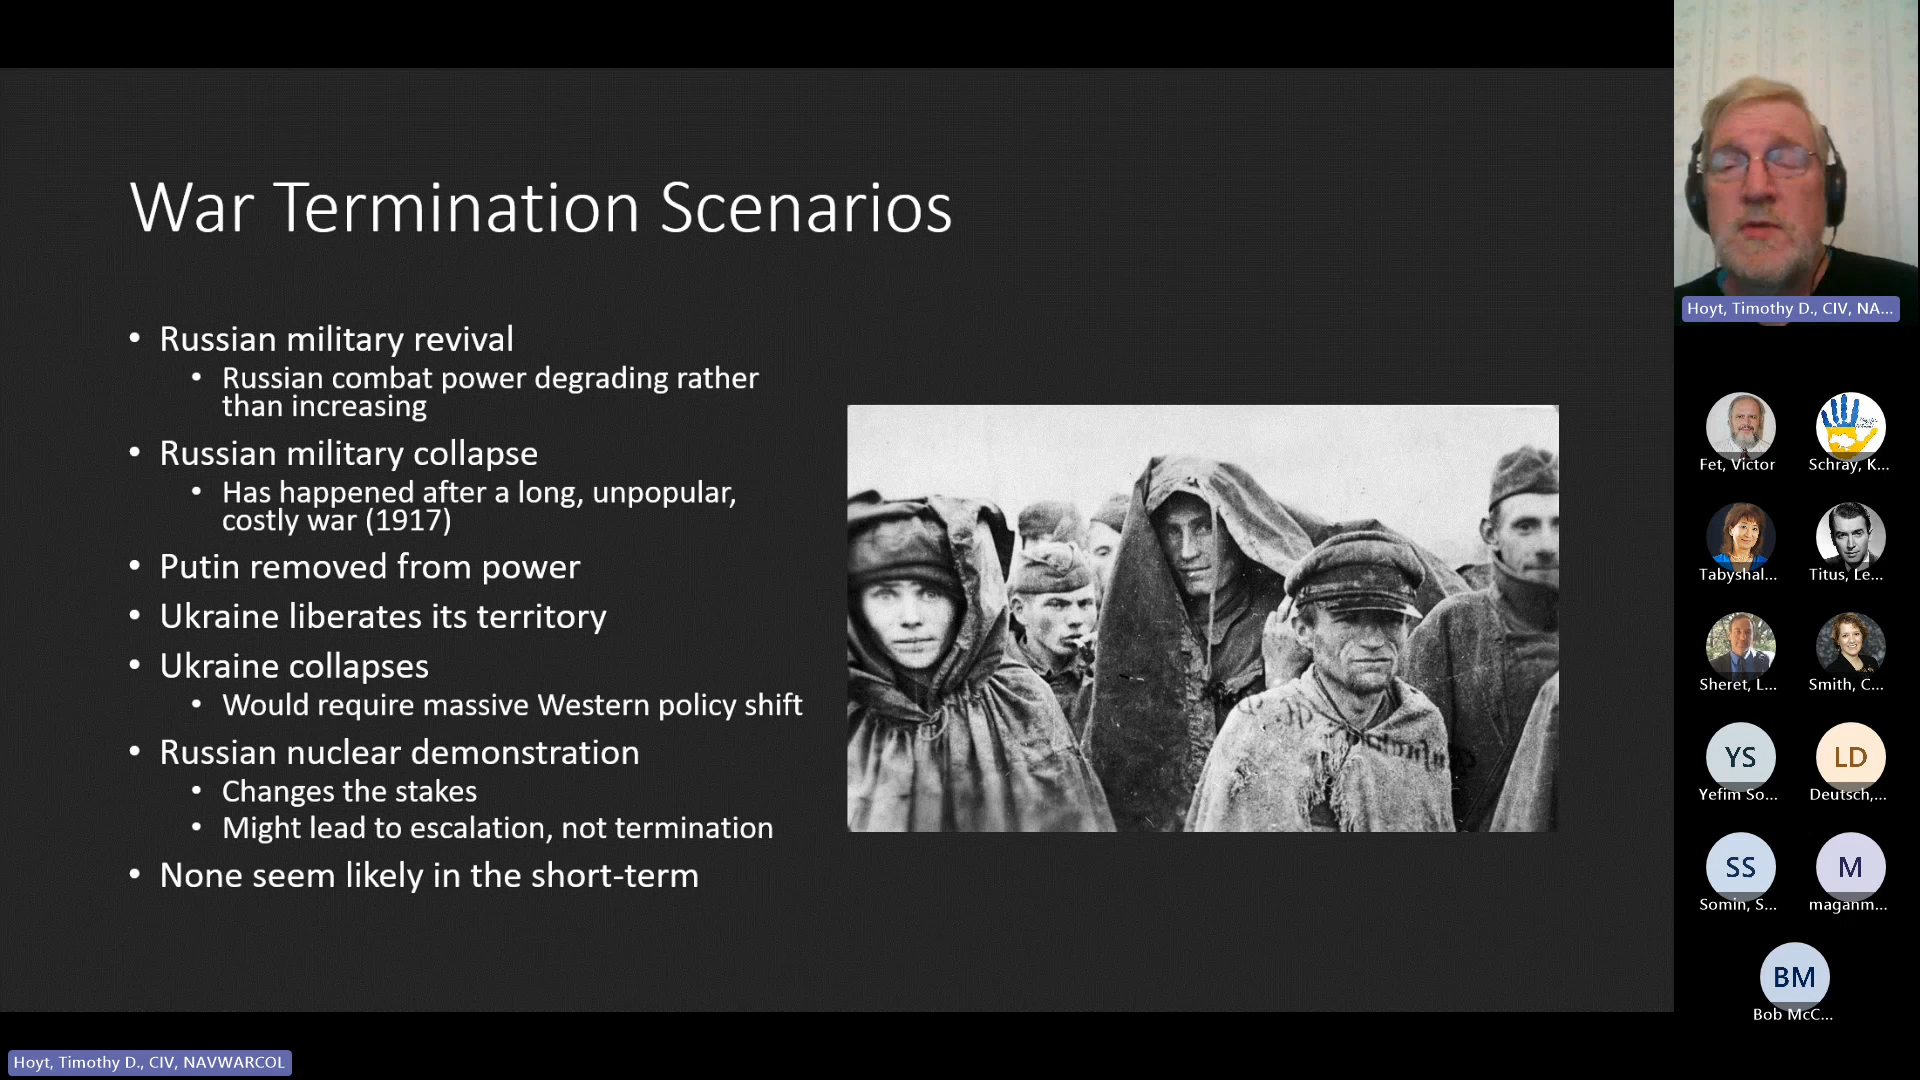 War Termination Scenarios
• Russian military revival
• Russian combat power degrading rather
than increasing
• Russian military collapse
• Has happened after a long, unpopular,
costly war (1917)
• Putin removed from power
• Ukraine liberates its territory
• Ukraine collapses
• Would require massive Western policy shift
• Russian nuclear demonstration
• Changes the stakes
• Might lead to escalation, not termination
• None seem likely in the short-term
Hoyt, Timothy D., CIV, NA...
Fet, Victor
Schray, K...
Tabyshal...
Titus, Le...
Sheret, L...
Smith, C...
YS
Yefim So...
LD
Deutsch,...
SS
Somin, S...
M
maganm...
BM
Bob McC...
Hoyt, Timothy D., CIV, NAVWARCOL